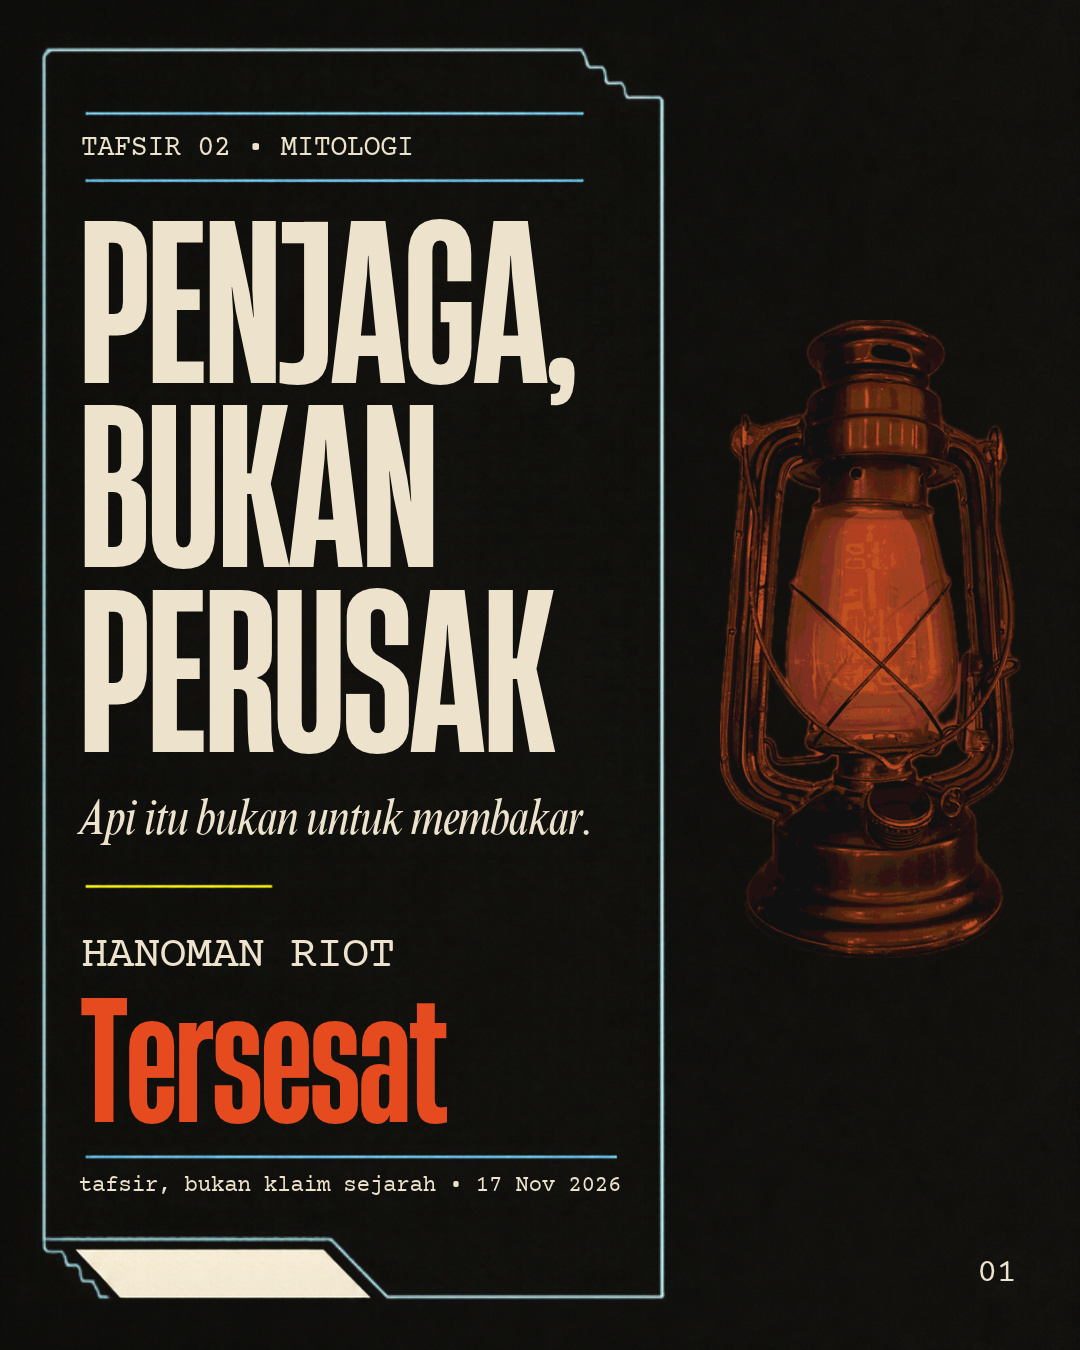 TAFSIR 02 • MITOLOGI
PENJAGA,
BUKAN
PERUSAK
Api itu bukan untuk membakar.
HANOMAN RIOT
Tersesat
tafsir, bukan klaim sejarah • 17 Nov 2026
01